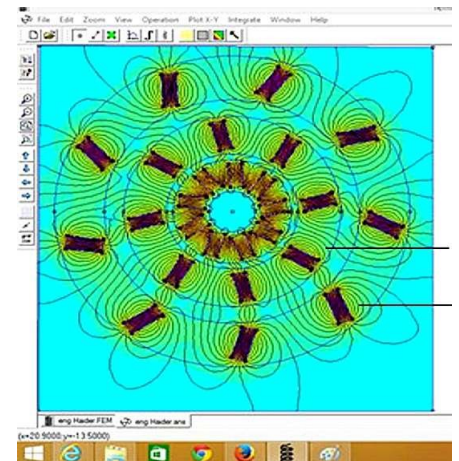 File Edit Zoom View Operation Plot X-Y Integrate Window Help
eng Haider.FEM eng Haider.ans
(x=20.9000;y=-13.5000)